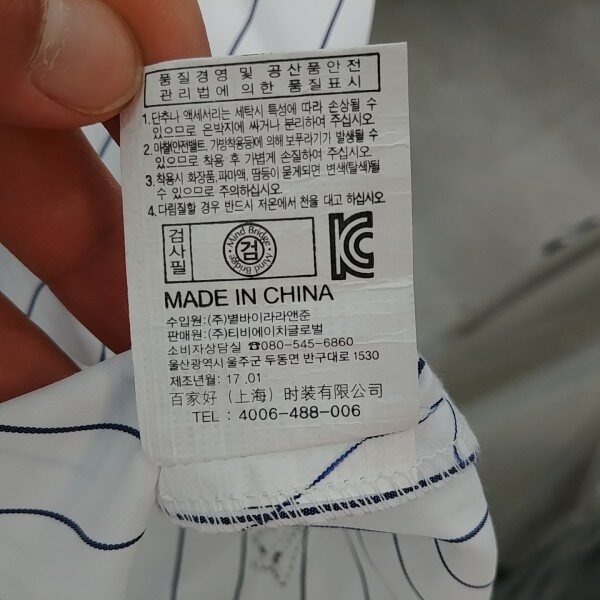 품질경영 및 공산품안전
관리법에 의한 품질표시
1.단추나 액세서리는 세탁시 특성에 따라 손상될 수
있으므로 은박지에 싸거나 분리하여 주십시오.
2.마찰(안전벨트, 가방착용등)에 의해 보푸라기가 발생될 수
있으므로 착용 후 가볍게 손질하여 주십시오.
3.착용시 화장품,파마액, 땀등이 묻게되면 변색(탈색)될
수 있으므로 주의하십시오.
4.다림질할 경우 반드시 저온에서 천을 대고 하십시오
검사필
Mind Bridge · Mind Bridge ·
검
KC
MADE IN CHINA
수입원:(주)별바이라라앤준
판매원:(주)티비에이치글로벌
소비자상담실 ☎080-545-6860
울산광역시 울주군 두동면 반구대로 1530
제조년월: 17.01
百家好（上海）时装有限公司
TEL : 4006-488-006